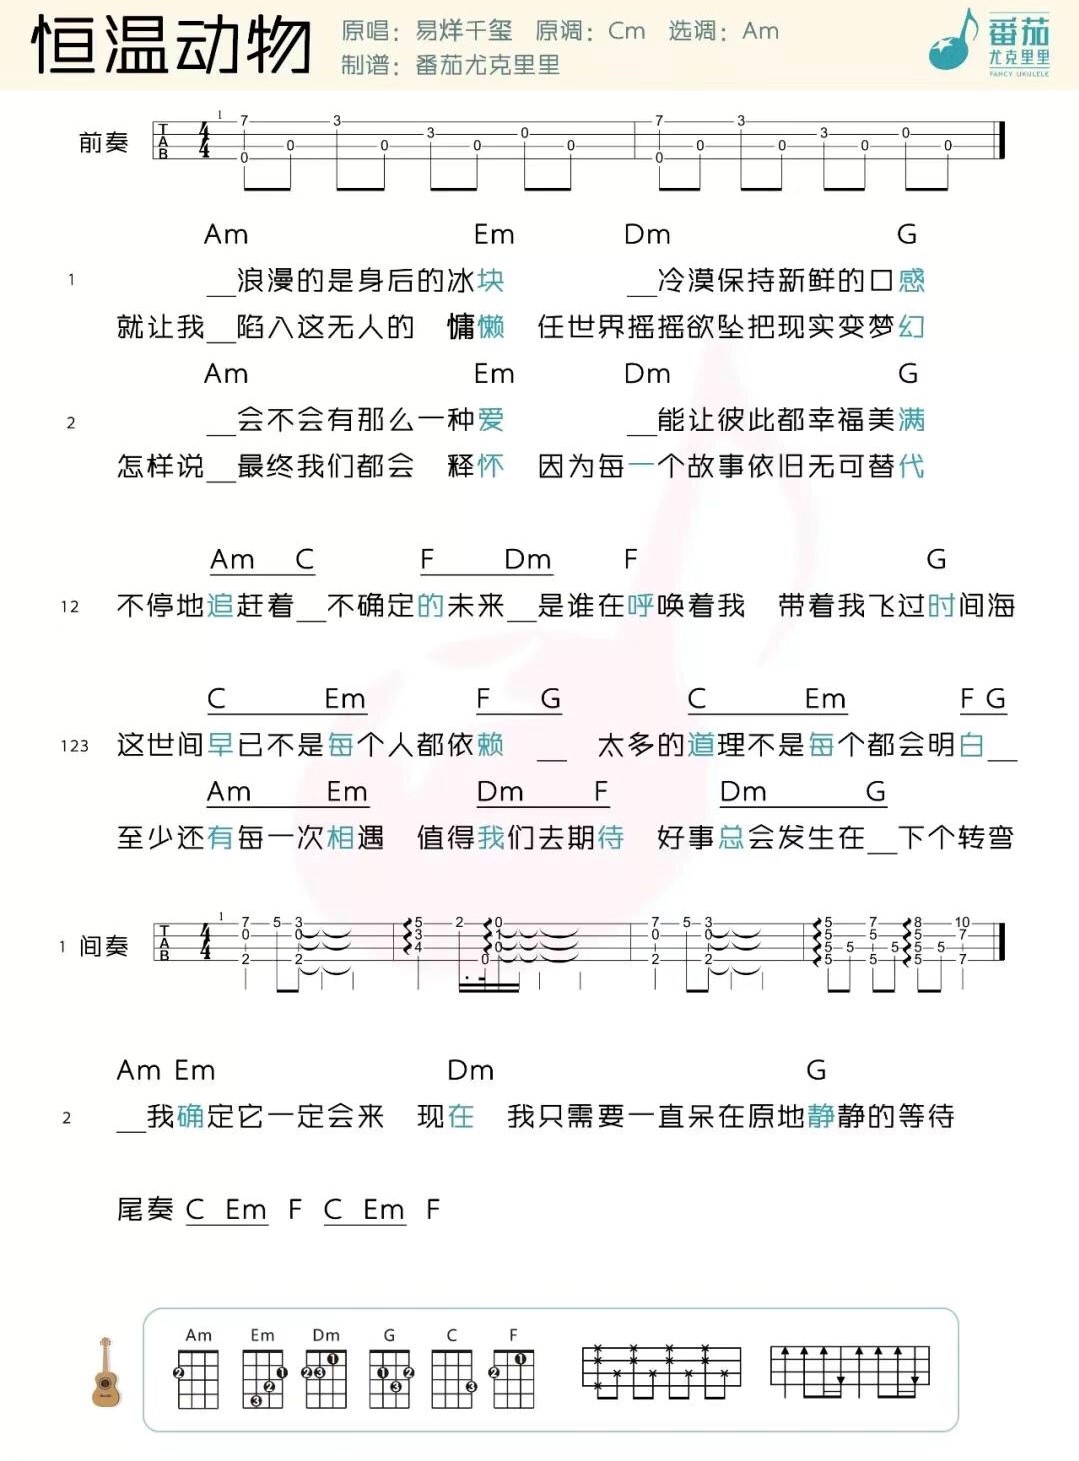 恒温动物
原唱：易烊千玺 原调：Cm 选调：Am
制谱：番茄尤克里里
番茄
尤克里里
FANCY UKULELE
前奏
TAB 4/4 1
7 3 7 3
3 0 3 0
0 0 0 0 0 0 0 0
0 0
Am Em Dm G
1 __浪漫的是身后的冰块 __冷漠保持新鲜的口感
就让我__陷入这无人的 慵懒 任世界摇摇欲坠把现实变梦幻
Am Em Dm G
2 __会不会有那么一种爱 __能让彼此都幸福美满
怎样说__最终我们都会 释怀 因为每一个故事依旧无可替代
Am C F Dm F G
12 不停地追赶着__不确定的未来__是谁在呼唤着我 带着我飞过时间海
C Em F G C Em F G
123 这世间早已不是每个人都依赖 __ 太多的道理不是每个都会明白__
Am Em Dm F Dm G
至少还有每一次相遇 值得我们去期待 好事总会发生在__下个转弯
1 间奏
TAB 4/4 1
7 5 3 5 2 0 7 5 3 5 7 8 10
0 0 3 1 0 0 5 5 5 7
4 0 5 5 5 5 5
2 2 0 2 2 5 5 5 5 7
Am Em Dm G
2 __我确定它一定会来 现在 我只需要一直呆在原地静静的等待
尾奏 C Em F C Em F
Am Em Dm G C F
2 1 2 3 2 3 1 1 3 2 3 2 1